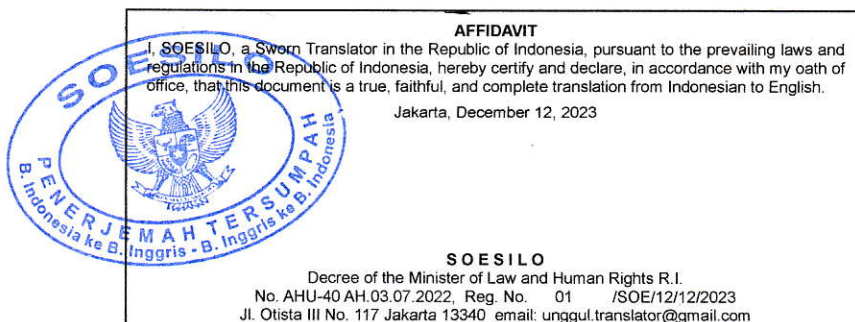 AFFIDAVIT
I, SOESILO, a Sworn Translator in the Republic of Indonesia, pursuant to the prevailing laws and
regulations in the Republic of Indonesia, hereby certify and declare, in accordance with my oath of
office, that this document is a true, faithful, and complete translation from Indonesian to English.
Jakarta, December 12, 2023
SOESILO
PENERJEMAH TERSUMPAH
B. Indonesia ke B. Inggris - B. Inggris ke B. Indonesia
S O E S I L O
Decree of the Minister of Law and Human Rights R.I.
No. AHU-40 AH.03.07.2022, Reg. No. 01 /SOE/12/12/2023
Jl. Otista III No. 117 Jakarta 13340 email: unggul.translator@gmail.com